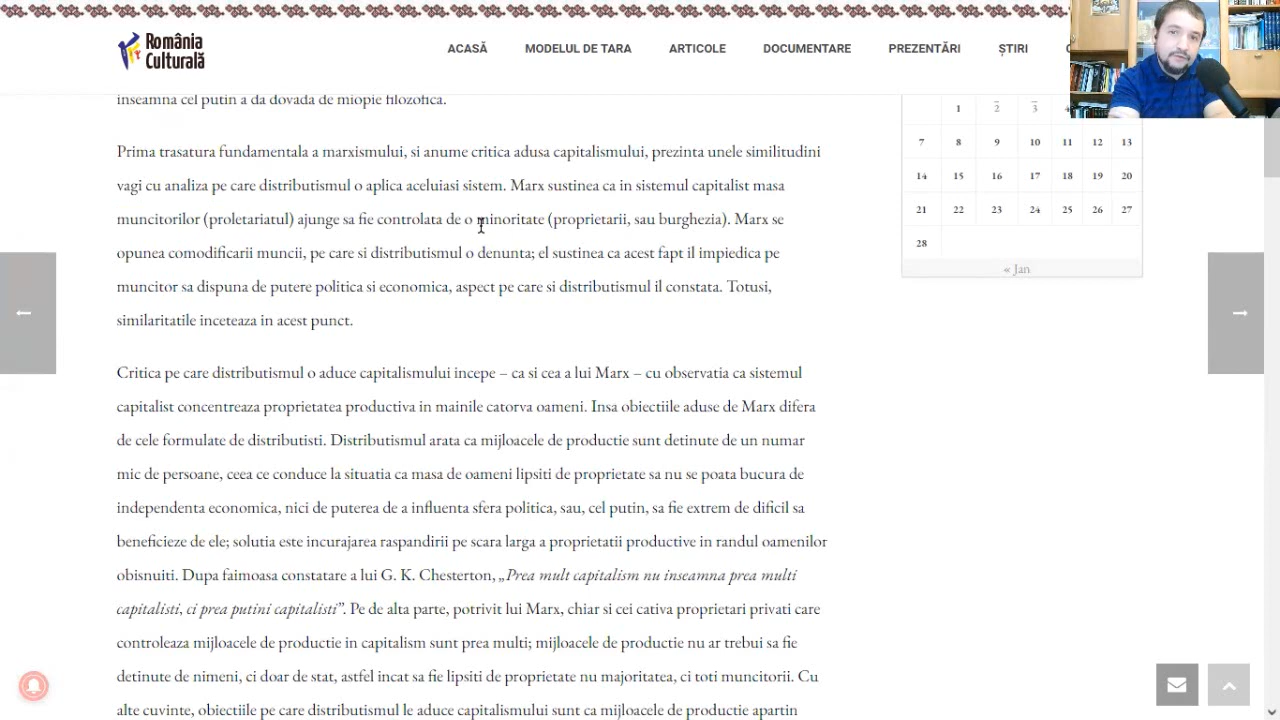 România
Culturală
ACASĂ MODELUL DE TARA ARTICOLE DOCUMENTARE PREZENTĂRI ȘTIRI
inseamna cel putin a da dovada de miopie filozofica.
Prima trasatura fundamentala a marxismului, si anume critica adusa capitalismului, prezinta unele similitudini
vagi cu analiza pe care distributismul o aplica aceluiasi sistem. Marx sustinea ca in sistemul capitalist masa
muncitorilor (proletariatul) ajunge sa fie controlata de o minoritate (proprietarii, sau burghezia). Marx se
opunea comodificarii muncii, pe care si distributismul o denunta; el sustinea ca acest fapt il impiedica pe
muncitor sa dispuna de putere politica si economica, aspect pe care si distributismul il constata. Totusi,
similaritatile inceteaza in acest punct.
Critica pe care distributismul o aduce capitalismului incepe – ca si cea a lui Marx – cu observatia ca sistemul
capitalist concentreaza proprietatea productiva in mainile catorva oameni. Insa obiectiile aduse de Marx difera
de cele formulate de distributisti. Distributismul arata ca mijloacele de productie sunt detinute de un numar
mic de persoane, ceea ce conduce la situatia ca masa de oameni lipsiti de proprietate sa nu se poata bucura de
independenta economica, nici de puterea de a influenta sfera politica, sau, cel putin, sa fie extrem de dificil sa
beneficieze de ele; solutia este incurajarea raspandirii pe scara larga a proprietatii productive in randul oamenilor
obisnuiti. Dupa faimoasa constatare a lui G. K. Chesterton, „Prea mult capitalism nu inseamna prea multi
capitalisti, ci prea putini capitalisti”. Pe de alta parte, potrivit lui Marx, chiar si cei cativa proprietari privati care
controleaza mijloacele de productie in capitalism sunt prea multi; mijloacele de productie nu ar trebui sa fie
detinute de nimeni, ci doar de stat, astfel incat sa fie lipsiti de proprietate nu majoritatea, ci toti muncitorii. Cu
alte cuvinte, obiectiile pe care distributismul le aduce capitalismului sunt ca mijloacele de productie apartin
1 2 3 4
7 8 9 10 11 12 13
14 15 16 17 18 19 20
21 22 23 24 25 26 27
28
« Jan